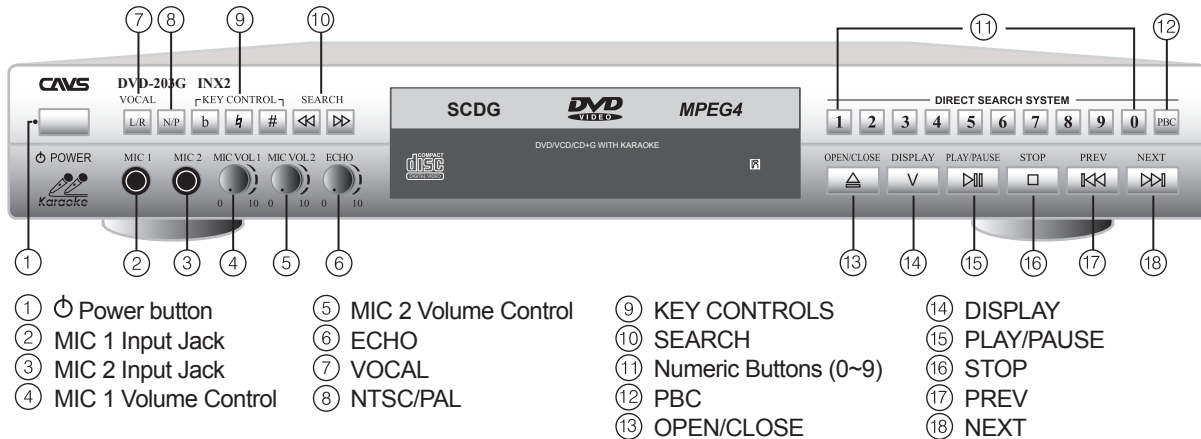 ⑦ ⑧ ⑨ ⑩ ⑪ ⑫
CAVS DVD-203G INX2
VOCAL KEY CONTROL SEARCH
L/R N/P b ♮ #
SCDG DVD VIDEO MPEG4
DIRECT SEARCH SYSTEM
1 2 3 4 5 6 7 8 9 0 PBC
DVD/VCD/CD+G WITH KARAOKE
COMPACT disc DIGITAL VIDEO
POWER MIC 1 MIC 2 MIC VOL 1 MIC VOL 2 ECHO
0 10 0 10 0 10
Karaoke
OPEN/CLOSE DISPLAY PLAY/PAUSE STOP PREV NEXT
V
① ② ③ ④ ⑤ ⑥ ⑬ ⑭ ⑮ ⑯ ⑰ ⑱
① Power button
② MIC 1 Input Jack
③ MIC 2 Input Jack
④ MIC 1 Volume Control
⑤ MIC 2 Volume Control
⑥ ECHO
⑦ VOCAL
⑧ NTSC/PAL
⑨ KEY CONTROLS
⑩ SEARCH
⑪ Numeric Buttons (0~9)
⑫ PBC
⑬ OPEN/CLOSE
⑭ DISPLAY
⑮ PLAY/PAUSE
⑯ STOP
⑰ PREV
⑱ NEXT